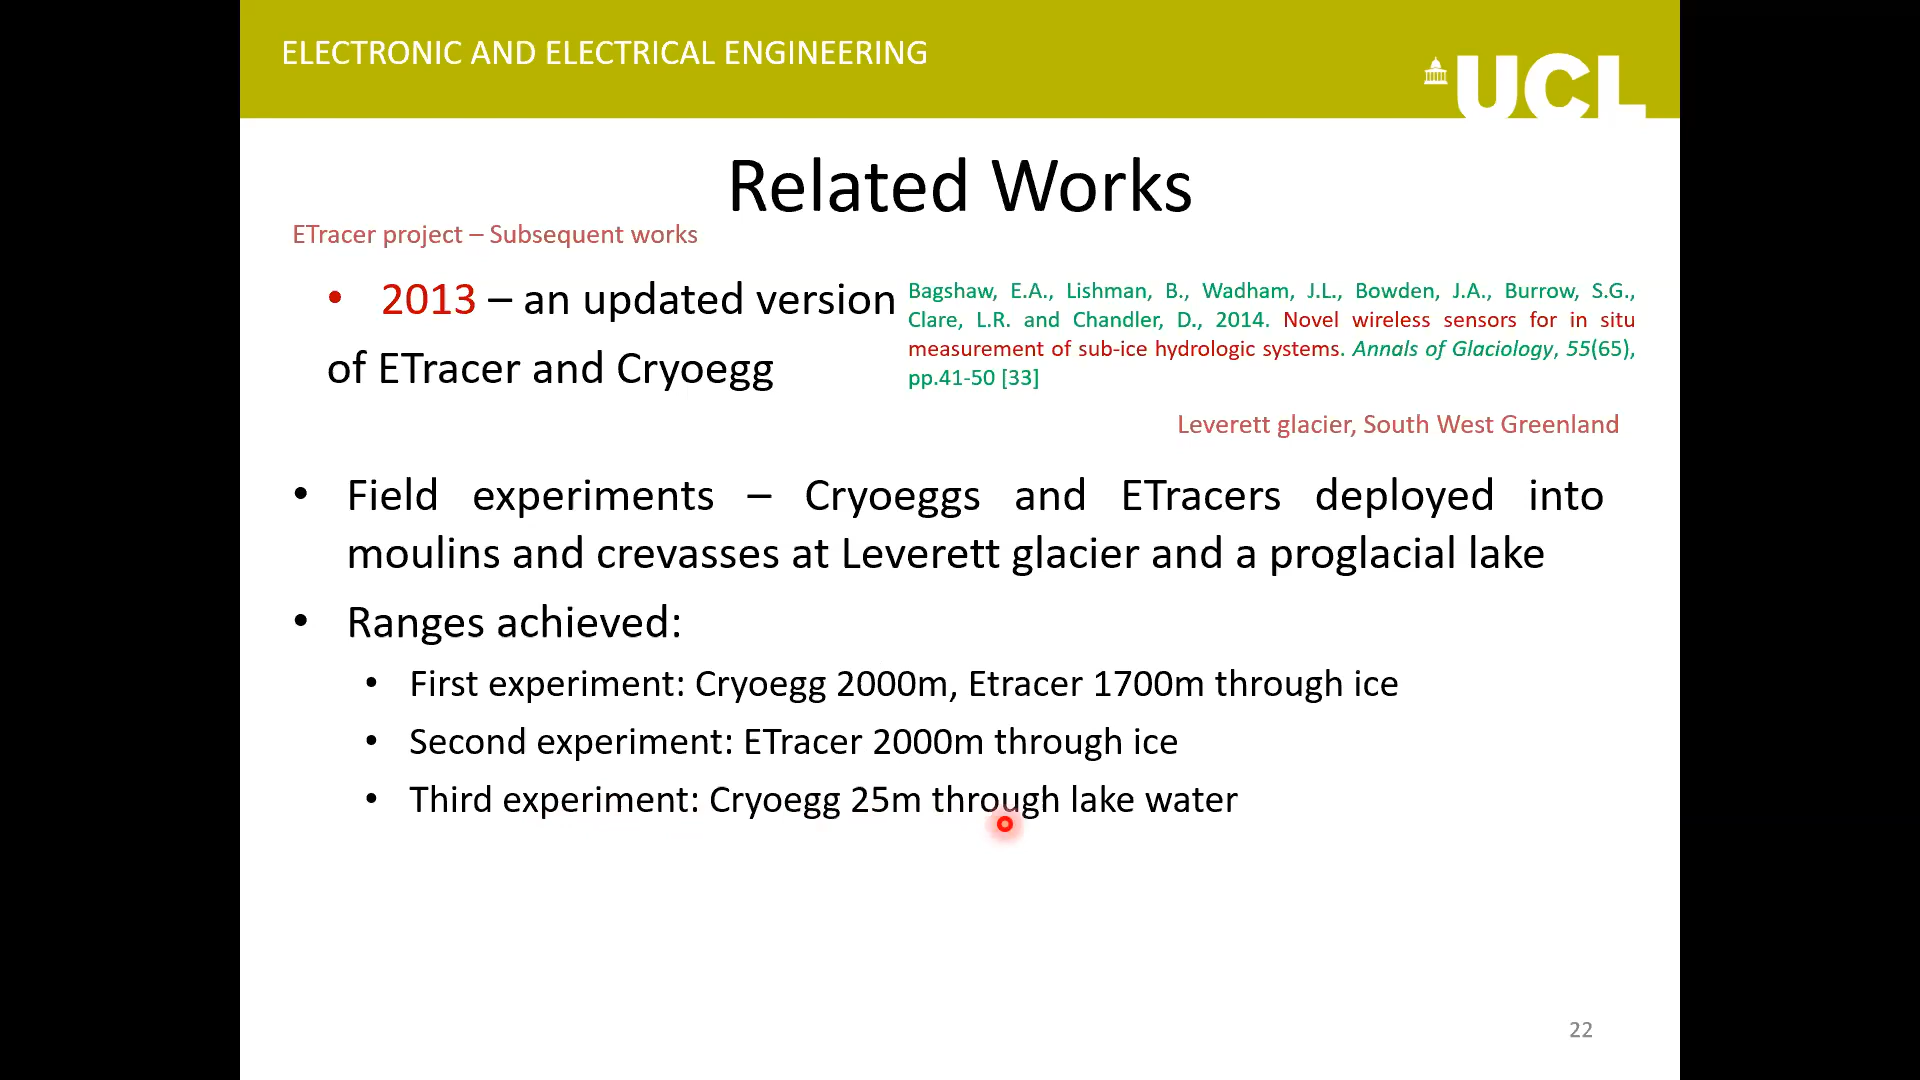 ELECTRONIC AND ELECTRICAL ENGINEERING
UCL
Related Works
ETracer project – Subsequent works
• 2013 – an updated version
of ETracer and Cryoegg
Bagshaw, E.A., Lishman, B., Wadham, J.L., Bowden, J.A., Burrow, S.G.,
Clare, L.R. and Chandler, D., 2014. Novel wireless sensors for in situ
measurement of sub-ice hydrologic systems. Annals of Glaciology, 55(65),
pp.41-50 [33]
Leverett glacier, South West Greenland
• Field experiments – Cryoeggs and ETracers deployed into
moulins and crevasses at Leverett glacier and a proglacial lake
• Ranges achieved:
• First experiment: Cryoegg 2000m, Etracer 1700m through ice
• Second experiment: ETracer 2000m through ice
• Third experiment: Cryoegg 25m through lake water
22